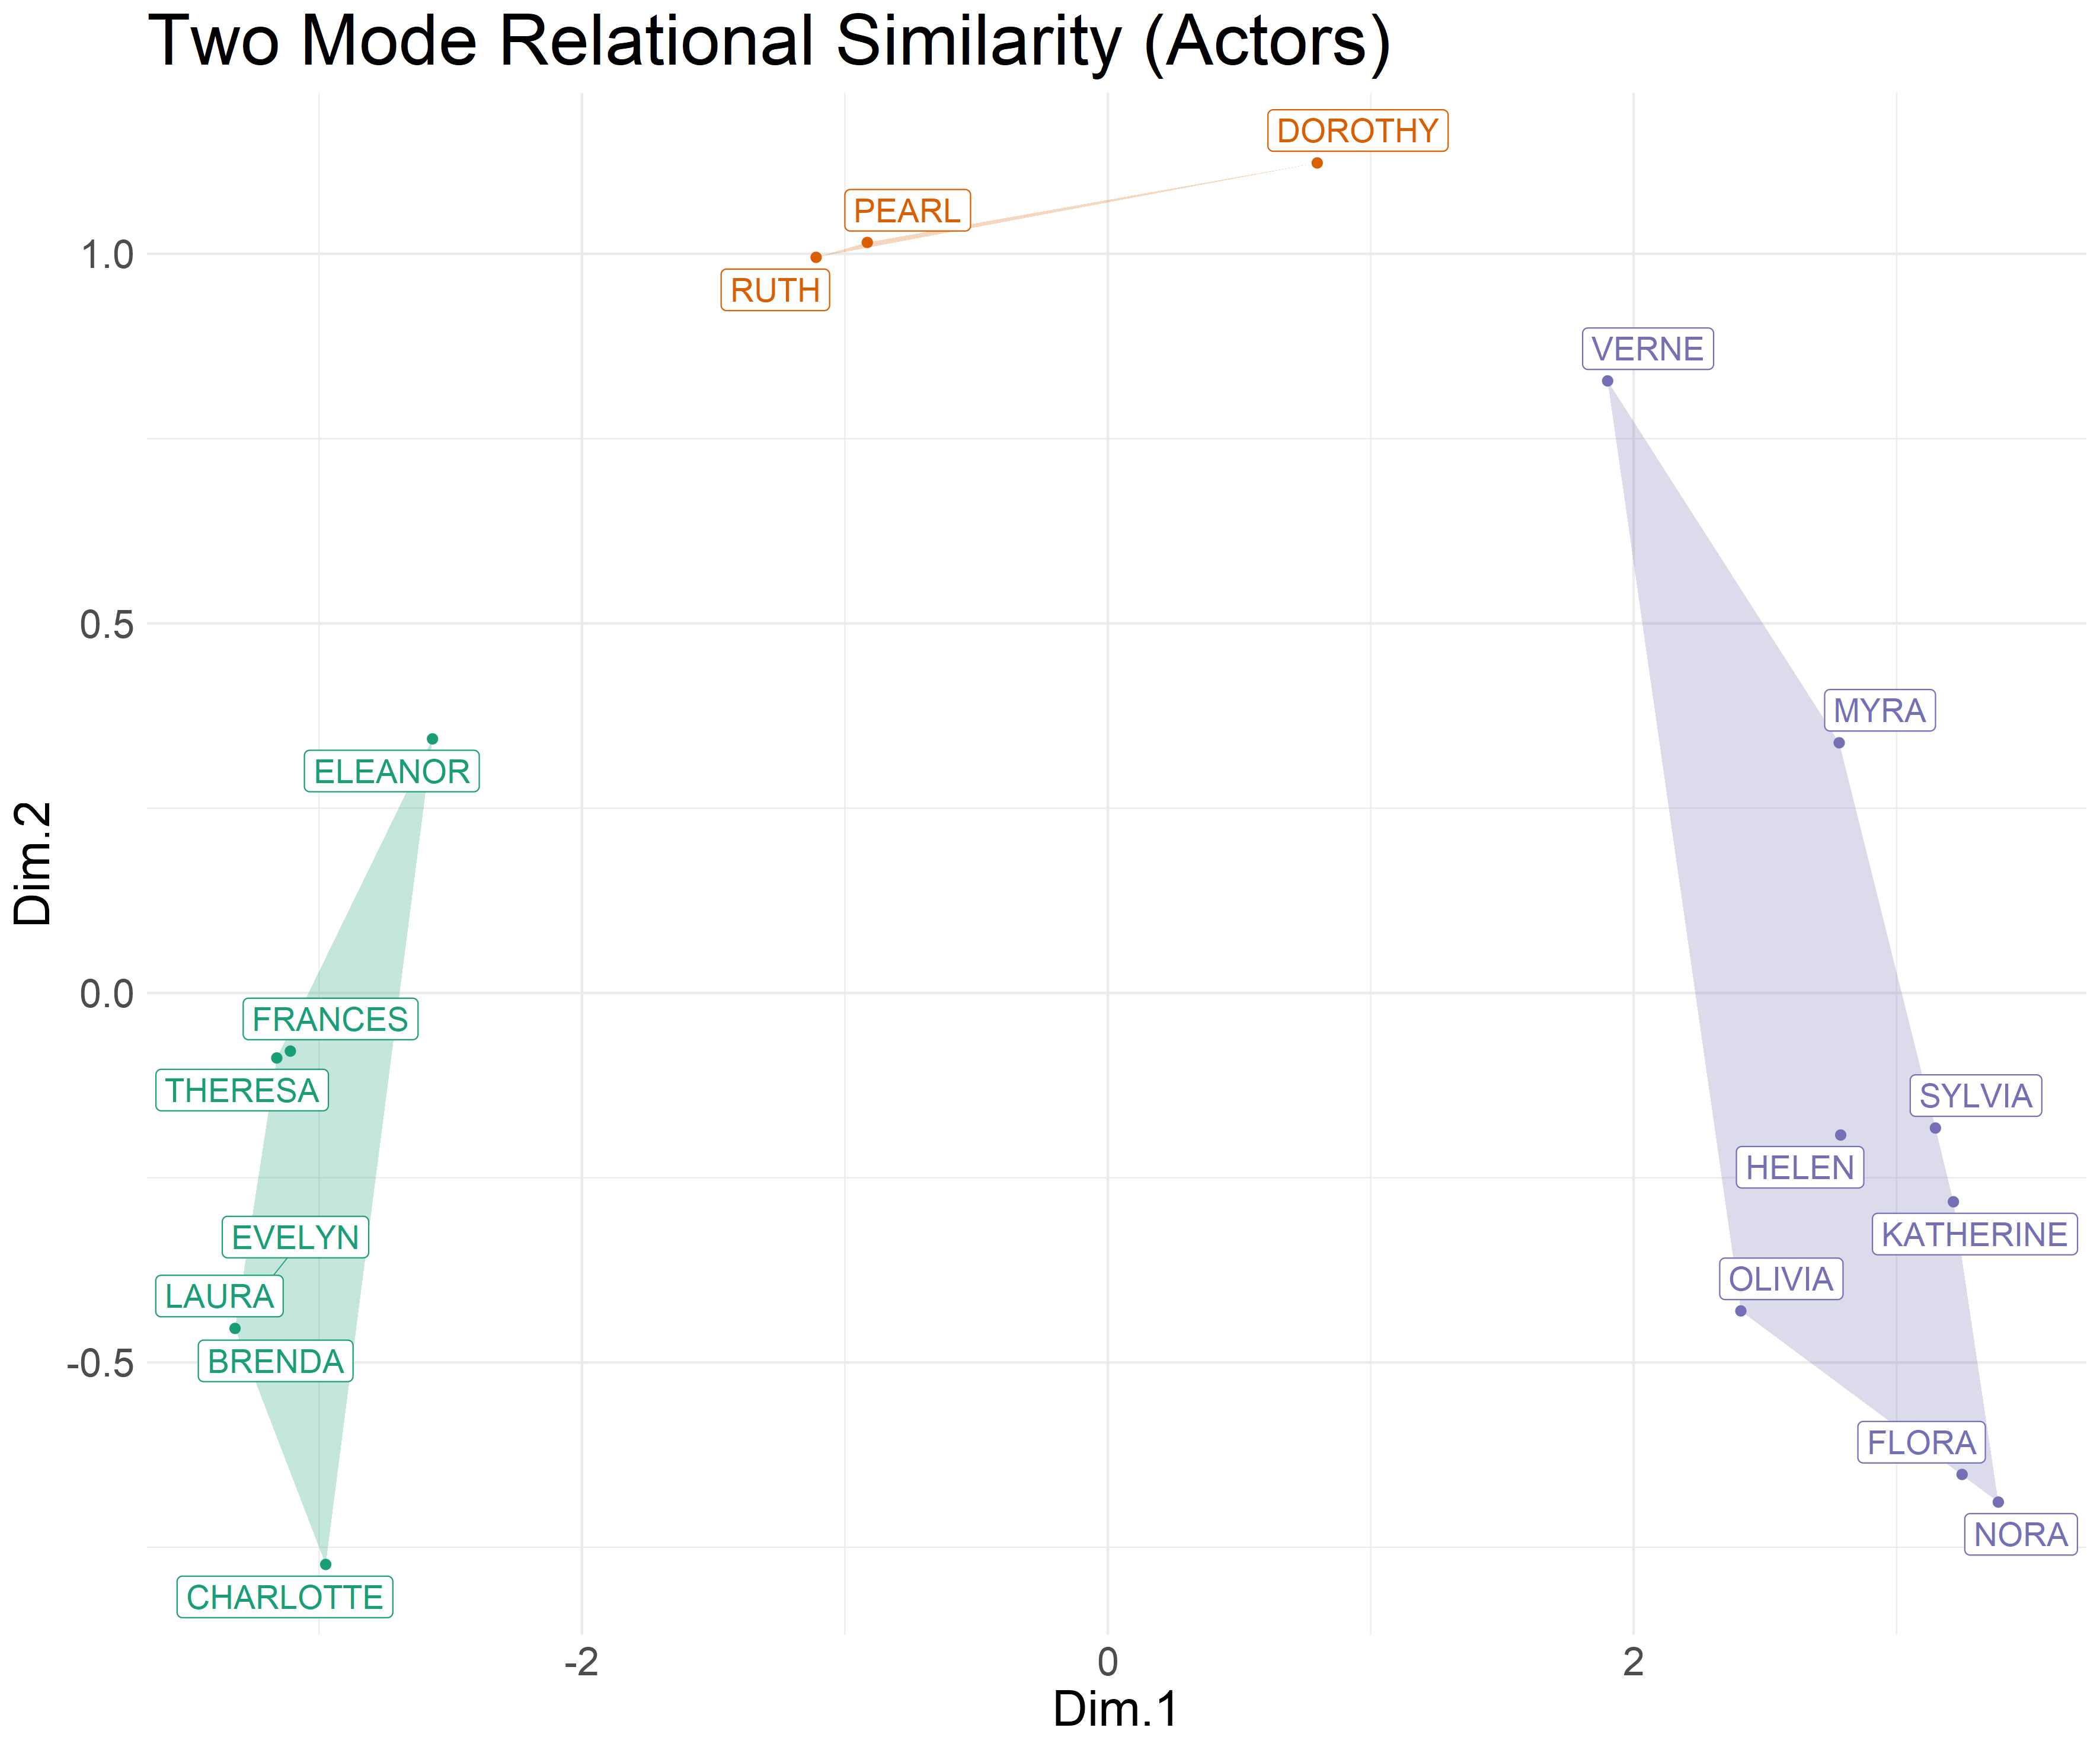 Two Mode Relational Similarity (Actors)
DOROTHY
PEARL
1.0
RUTH
VERNE
0.5
MYRA
ELEANOR
Dim.2
0.0
FRANCES
THERESA
SYLVIA
HELEN
EVELYN
KATHERINE
LAURA
OLIVIA
-0.5
BRENDA
FLORA
NORA
CHARLOTTE
-2
0
2
Dim.1